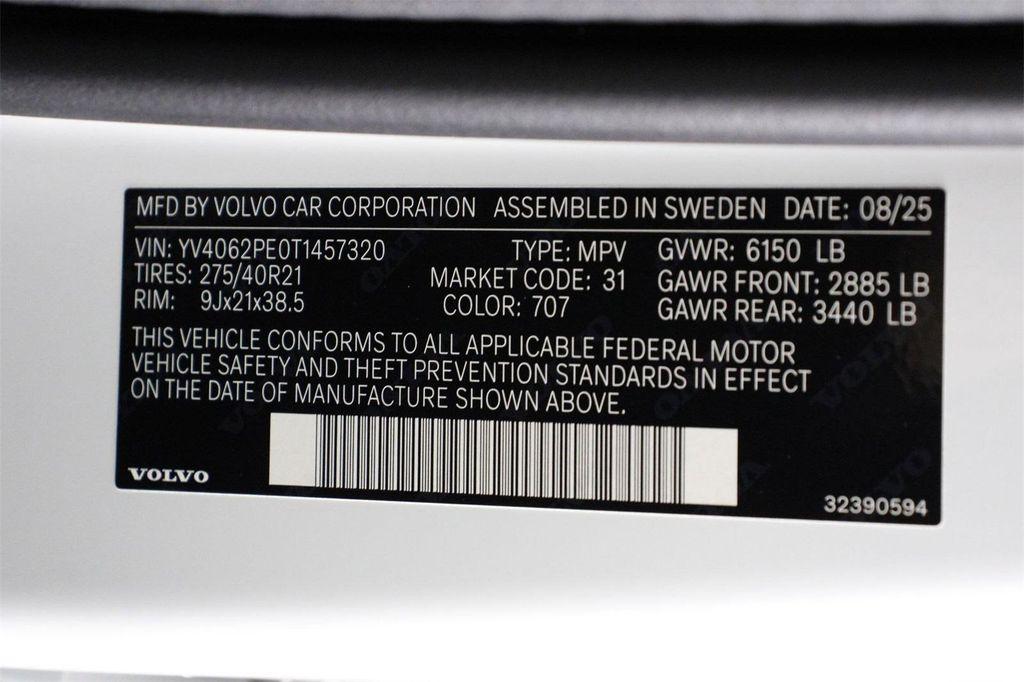 MFD BY VOLVO CAR CORPORATION ASSEMBLED IN SWEDEN DATE: 08/25
VIN: YV4062PE0T1457320 TYPE: MPV GVWR: 6150 LB
TIRES: 275/40R21 MARKET CODE: 31 GAWR FRONT: 2885 LB
RIM: 9Jx21x38.5 COLOR: 707 GAWR REAR: 3440 LB
THIS VEHICLE CONFORMS TO ALL APPLICABLE FEDERAL MOTOR
VEHICLE SAFETY AND THEFT PREVENTION STANDARDS IN EFFECT
ON THE DATE OF MANUFACTURE SHOWN ABOVE.
VOLVO
32390594